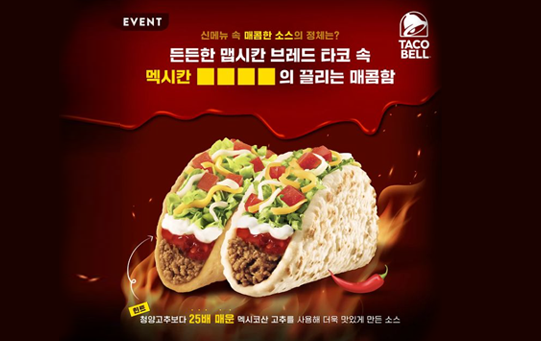 EVENT
신메뉴 속 매콤한 소스의 정체는?
TACO
BELL
든든한 맵시칸 브레드 타코 속
멕시칸 ■■■■의 끌리는 매콤함
힌트
청양고추보다 25배 매운 멕시코산 고추를 사용해 더욱 맛있게 만든 소스